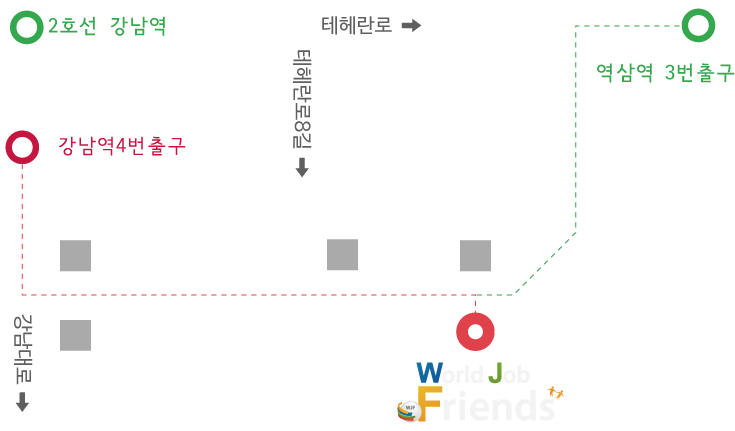 2호선 강남역
테헤란로
역삼역 3번출구
테헤란로8길
강남역4번출구
강남대로
World Job
Friends
WJF